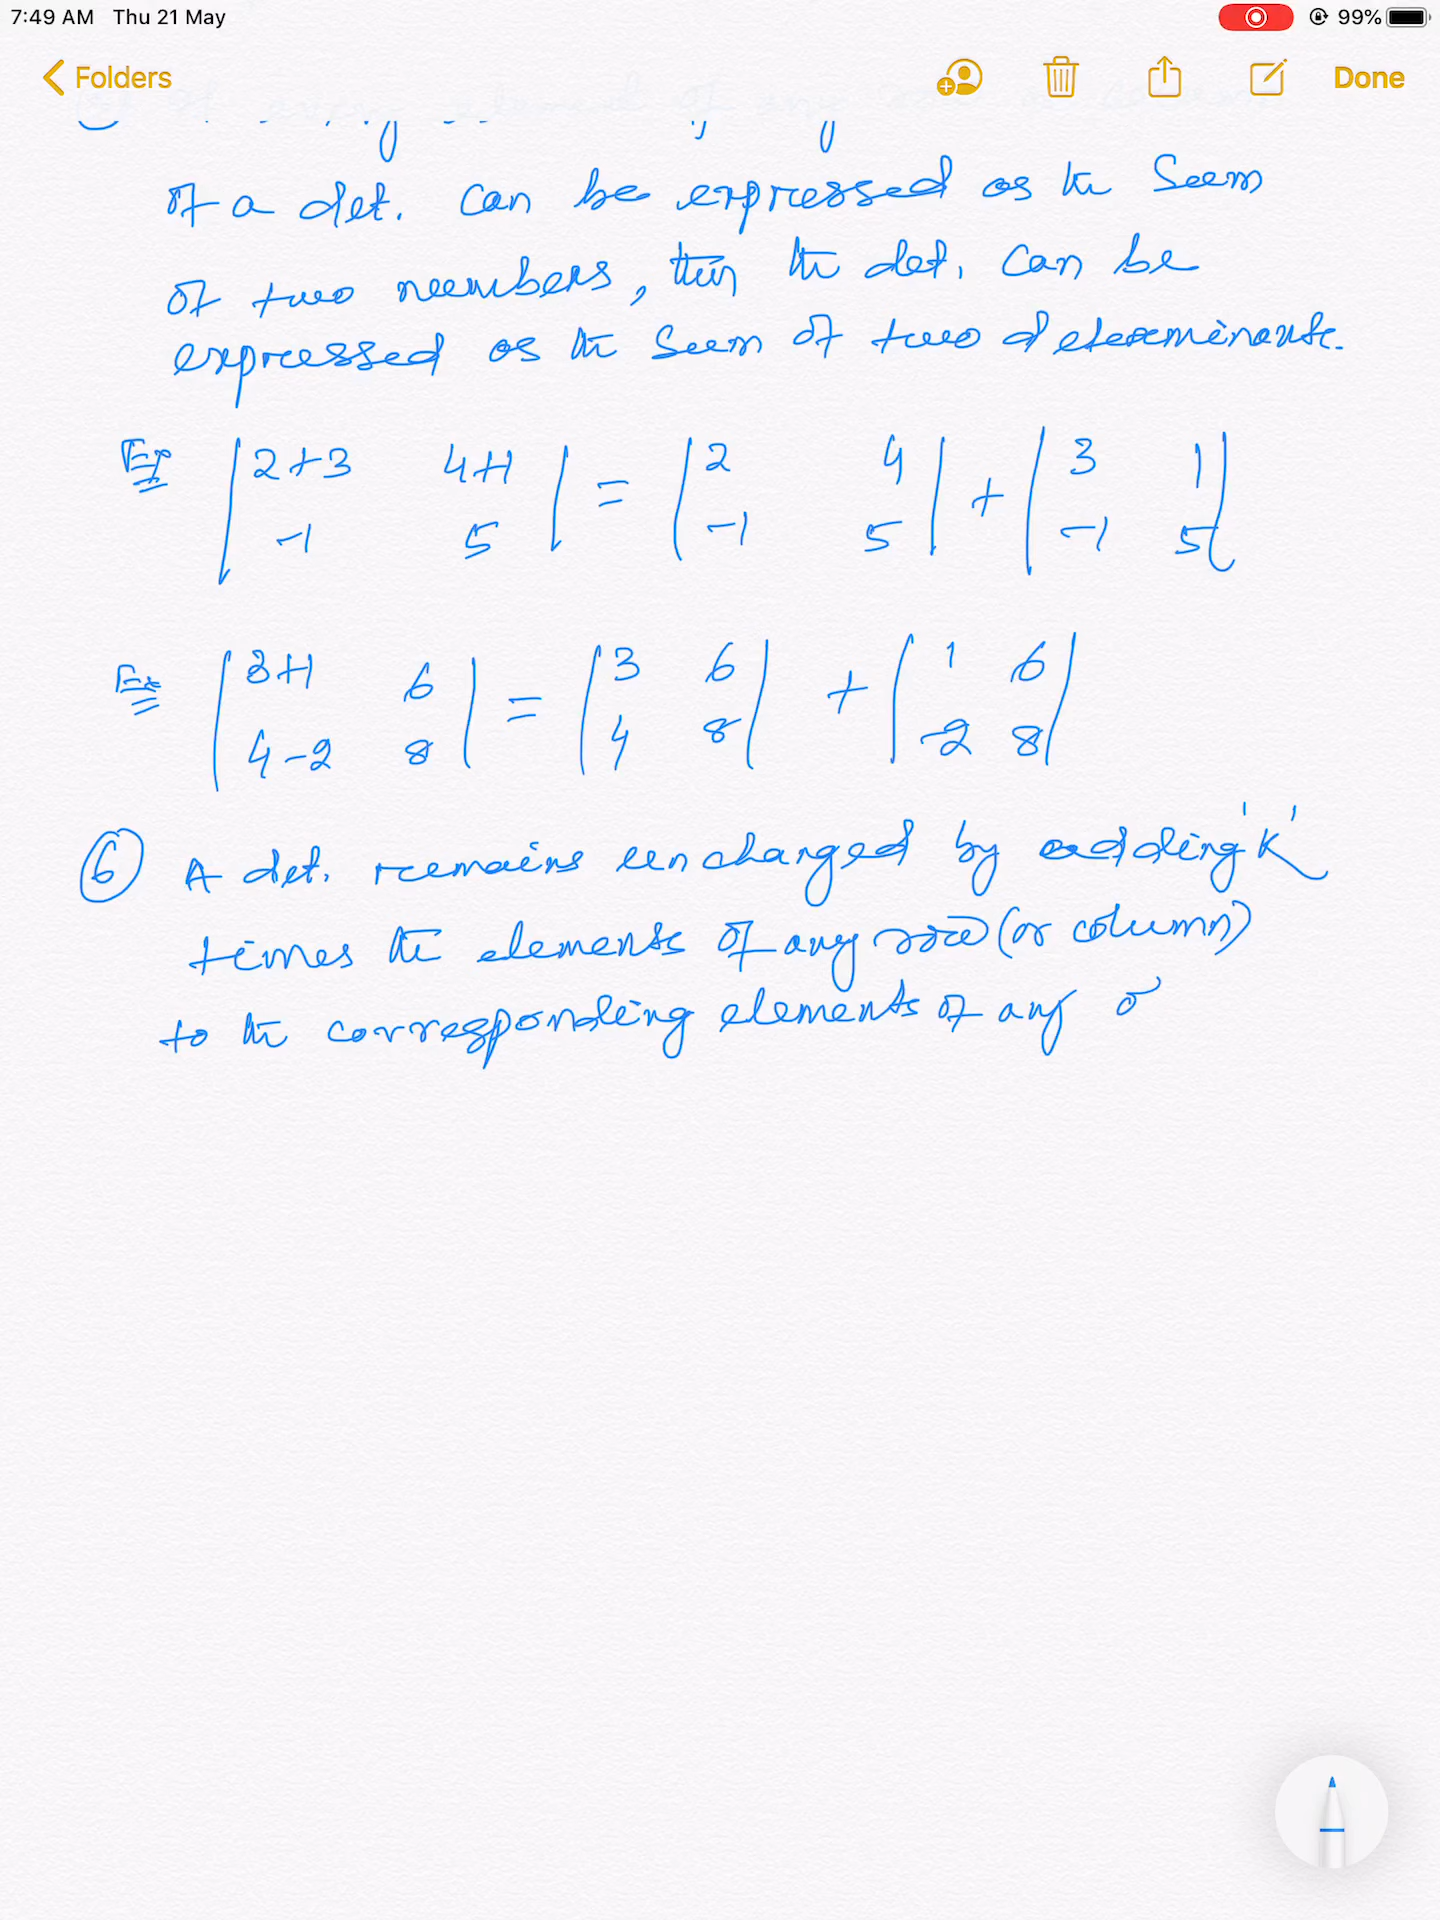 7:49 AM Thu 21 May 99%
Folders Done
of a det. can be expressed as the sum
of two numbers, then the det. can be
expressed as the sum of two determinants.
Ex | 2+3 4+1 | = | 2 4 | + | 3 1 |
| -1 5 | | -1 5 | | -1 5 |
Ex | 3+1 6 | = | 3 6 | + | 1 6 |
| 4-2 8 | | 4 8 | | -2 8 |
⑥ A det. remains unchanged by adding 'K'
times the elements of any row (or column)
to the corresponding elements of any o